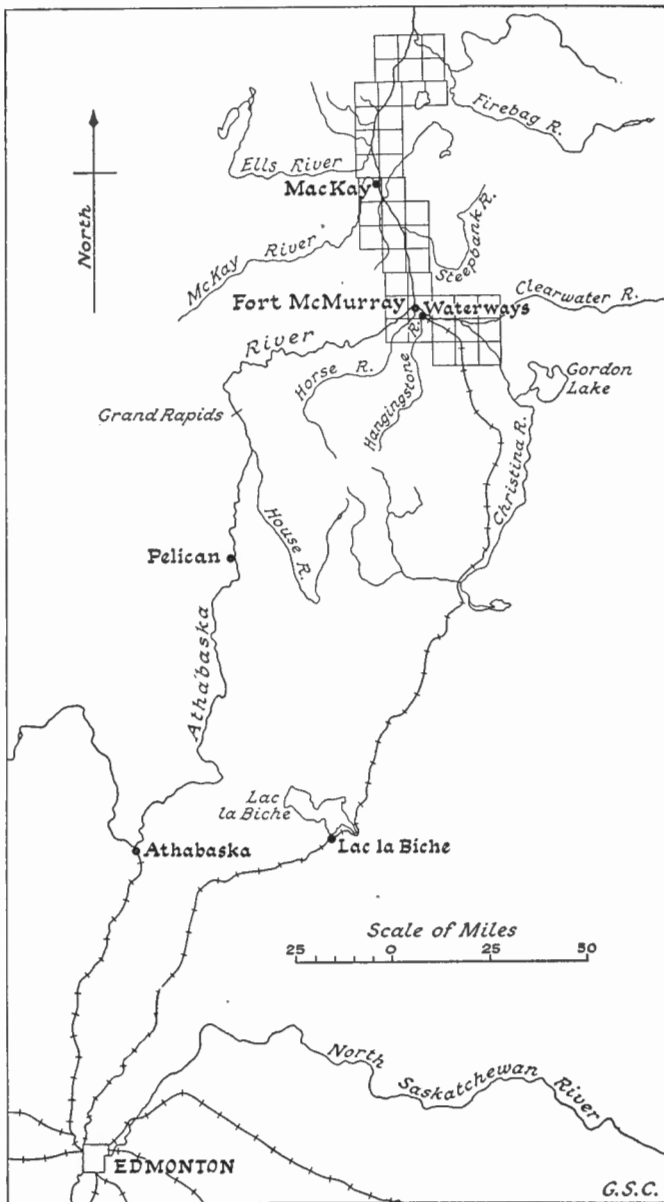 Firebag R.
Ells River
MacKay
North
McKay River
Steepbank R.
Fort McMurray
Waterways
Clearwater R.
River
Horse R.
Hangingstone R.
Gordon
Lake
Grand Rapids
Christina R.
House R.
Pelican
Athabaska
Lac
la Biche
Athabaska
Lac la Biche
Scale of Miles
25 0 25 50
North Saskatchewan River
EDMONTON
G.S.C.